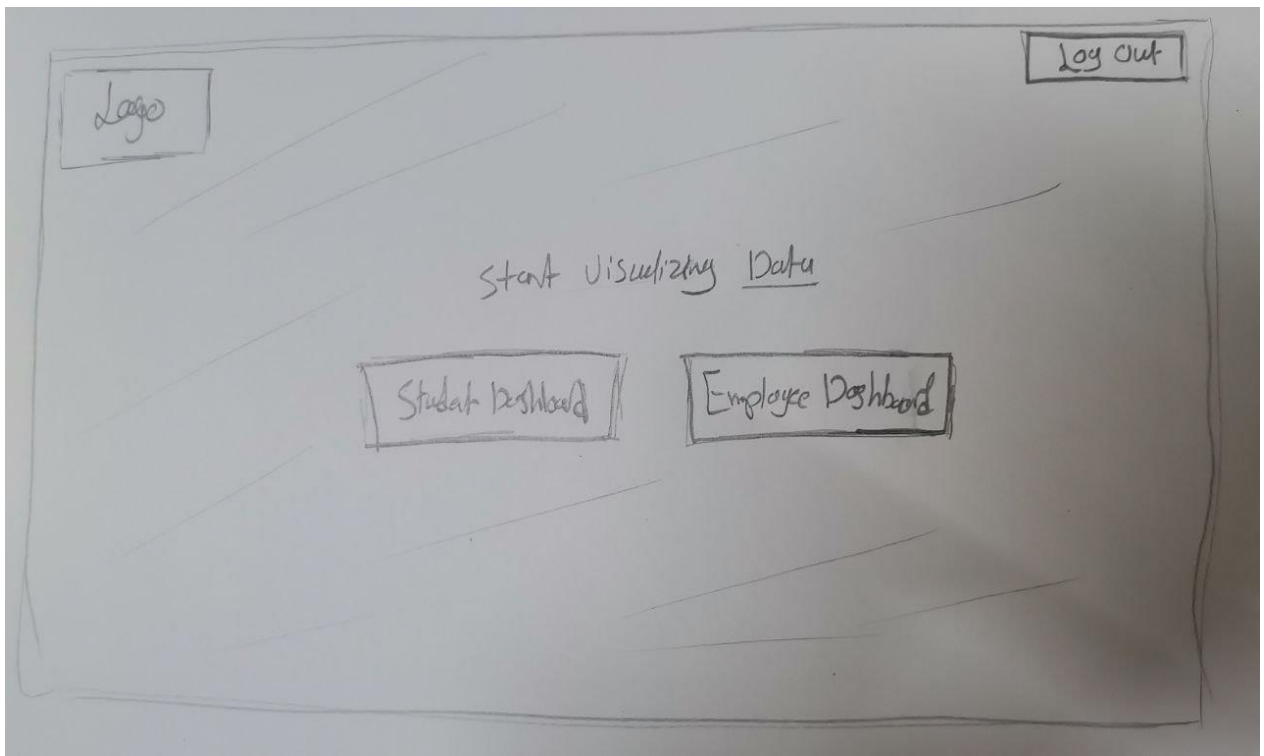 Logo
Log Out
Start Visualizing Data
Student Dashboard
Employee Dashboard